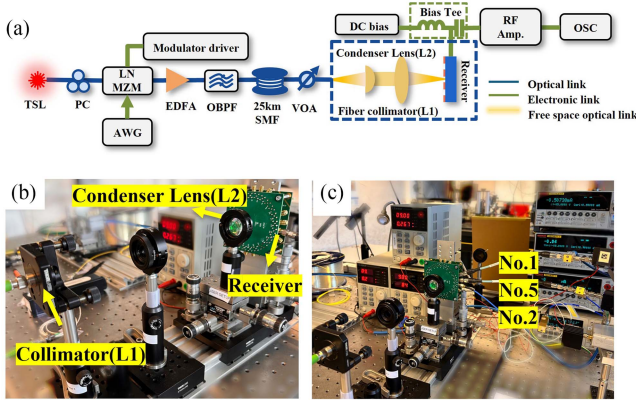 (a)
DC bias
Bias Tee
RF
Amp.
OSC
Modulator driver
Condenser Lens(L2)
Receiver
TSL
PC
LN
MZM
EDFA
OBPF
25km
SMF
VOA
Fiber collimator(L1)
AWG
Optical link
Electronic link
Free space optical link
(b)
Condenser Lens(L2)
Receiver
Collimator(L1)
(c)
No.1
No.5
No.2